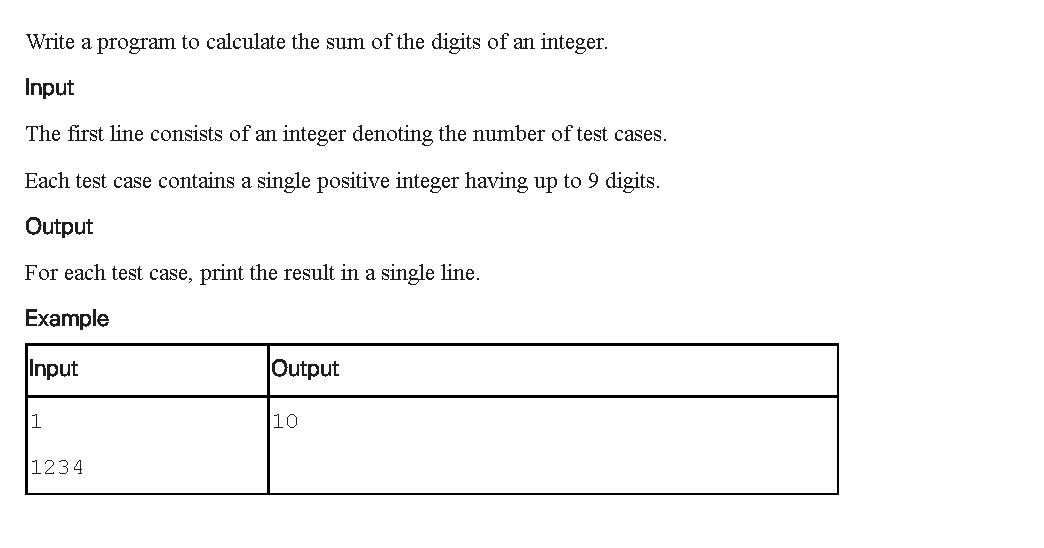 Write a program to calculate the sum of the digits of an integer.
Input
The first line consists of an integer denoting the number of test cases.
Each test case contains a single positive integer having up to 9 digits.
Output
For each test case, print the result in a single line.
Example
Input Output
1 10
1234